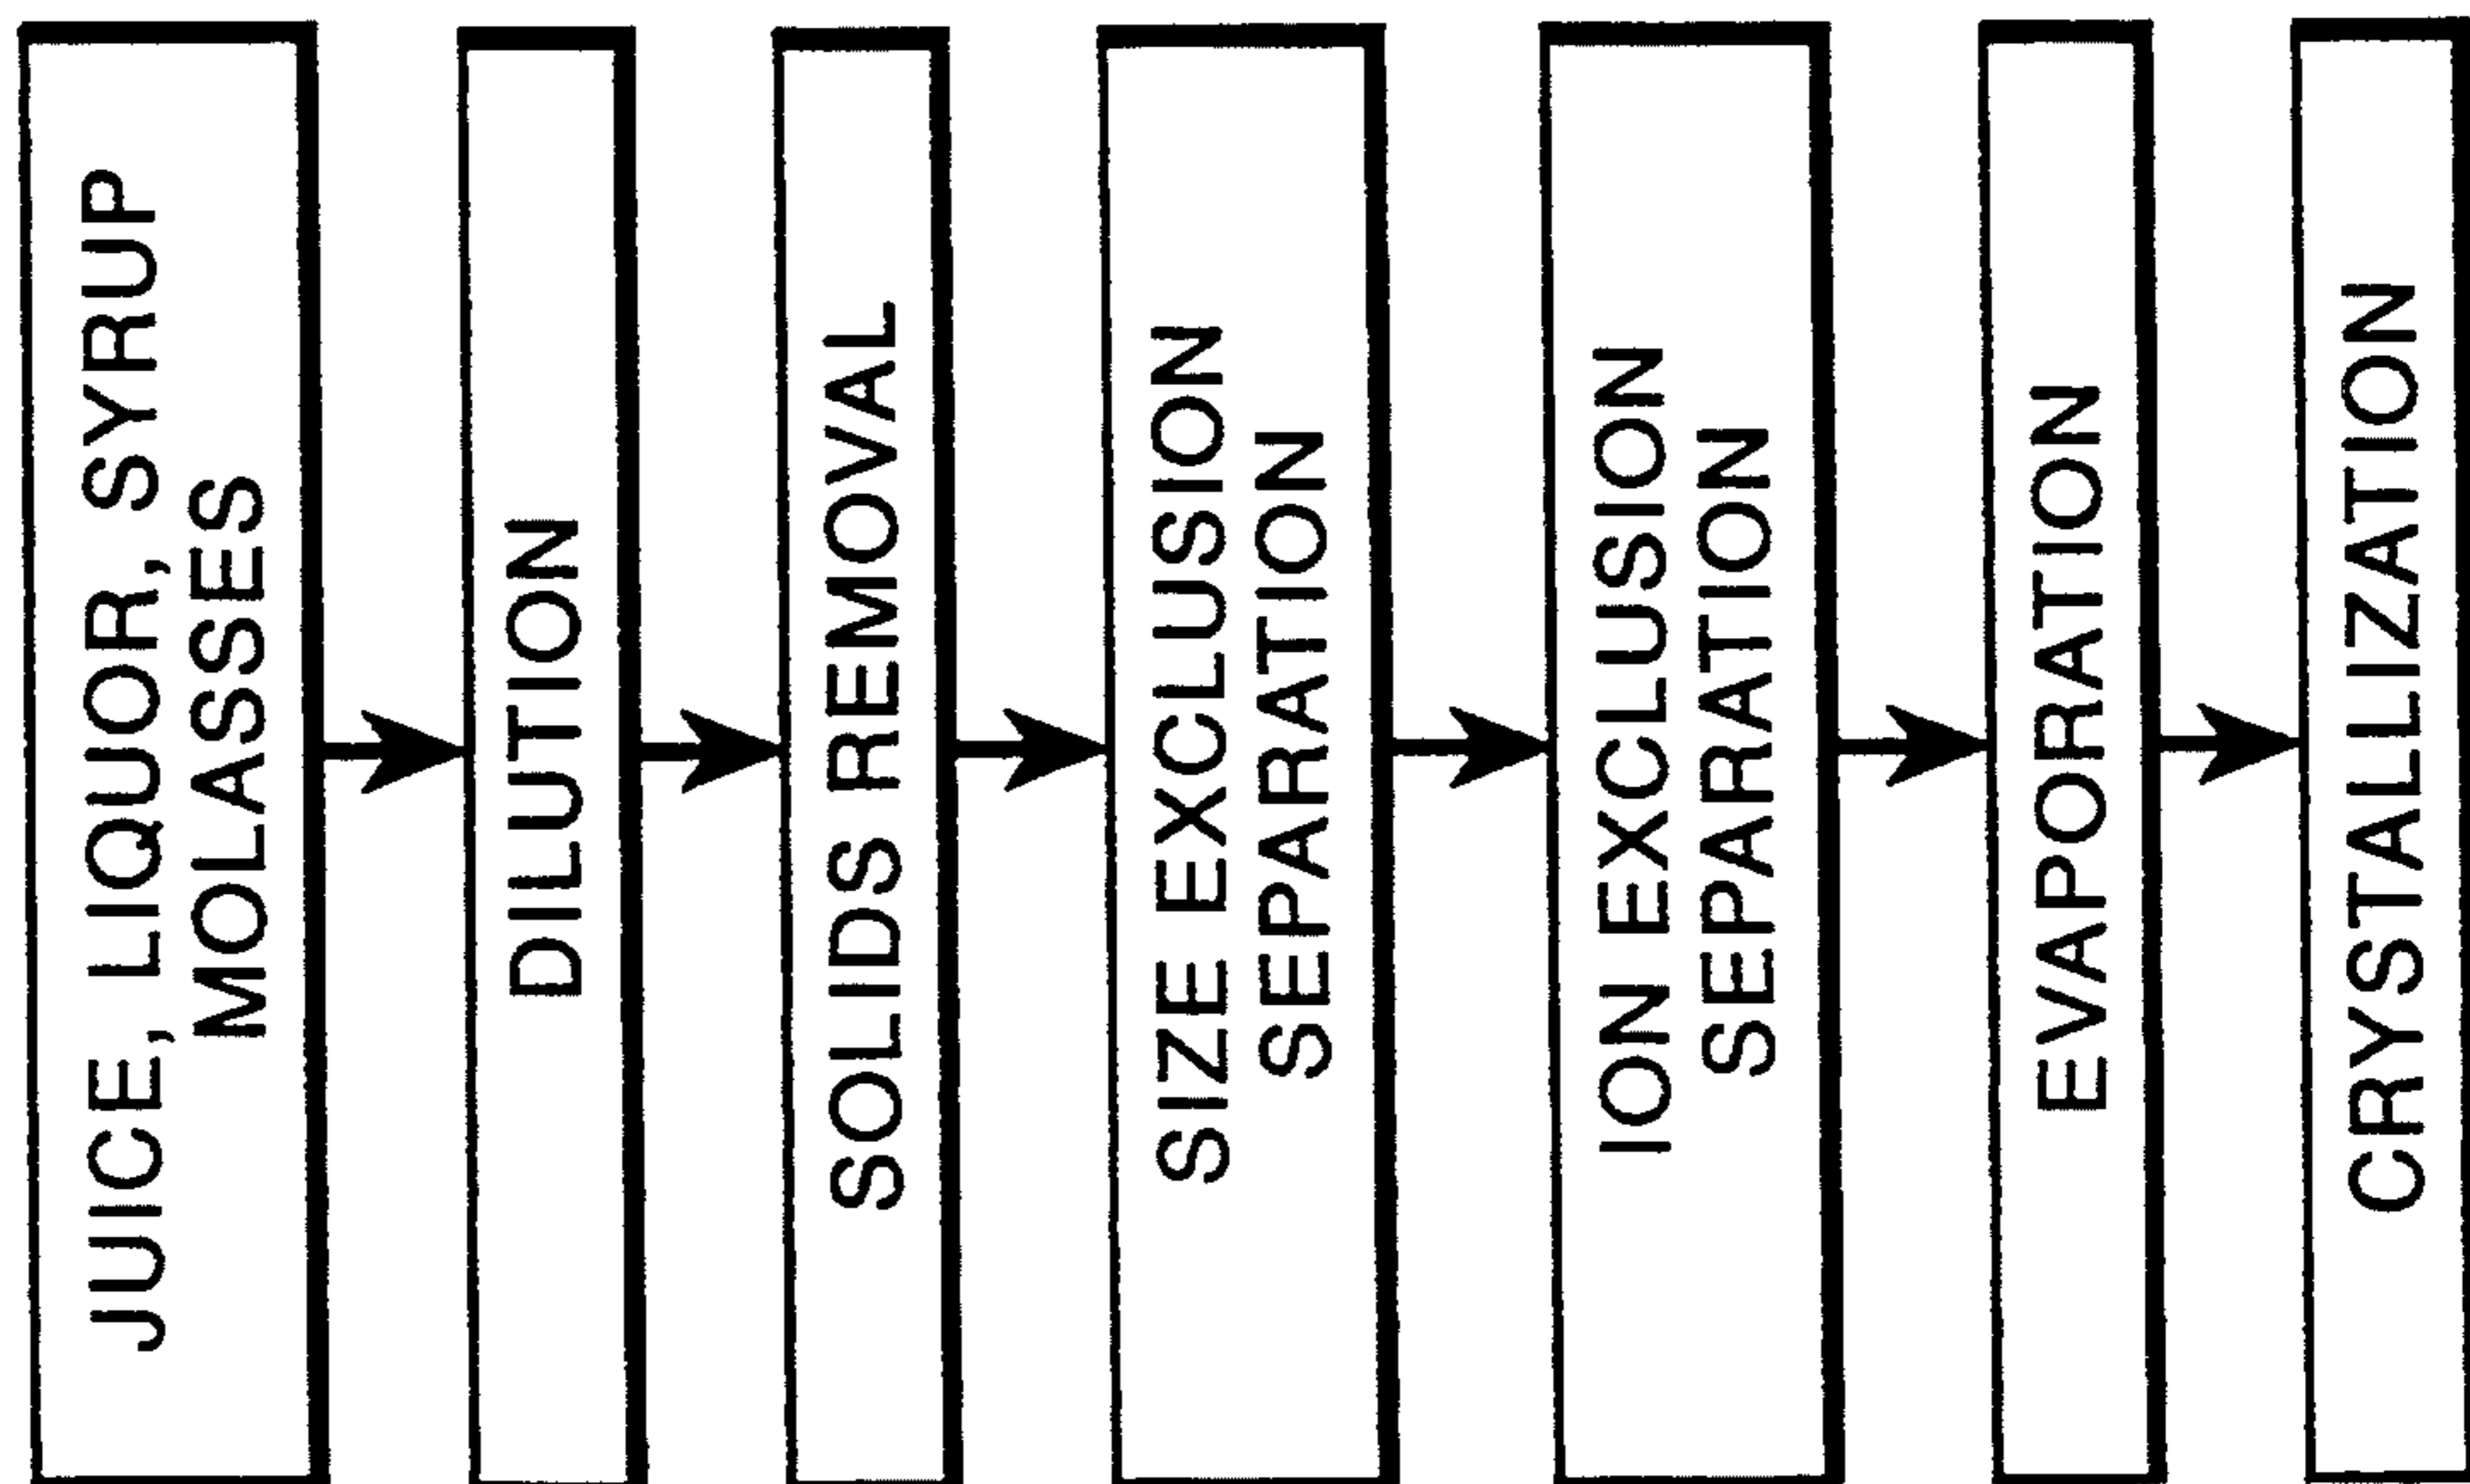 JUICE, LIQUOR, SYRUP
MOLASSES
DILUTION
SOLIDS REMOVAL
SIZE EXCLUSION
SEPARATION
ION EXCLUSION
SEPARATION
EVAPORATION
CRYSTALLIZATION